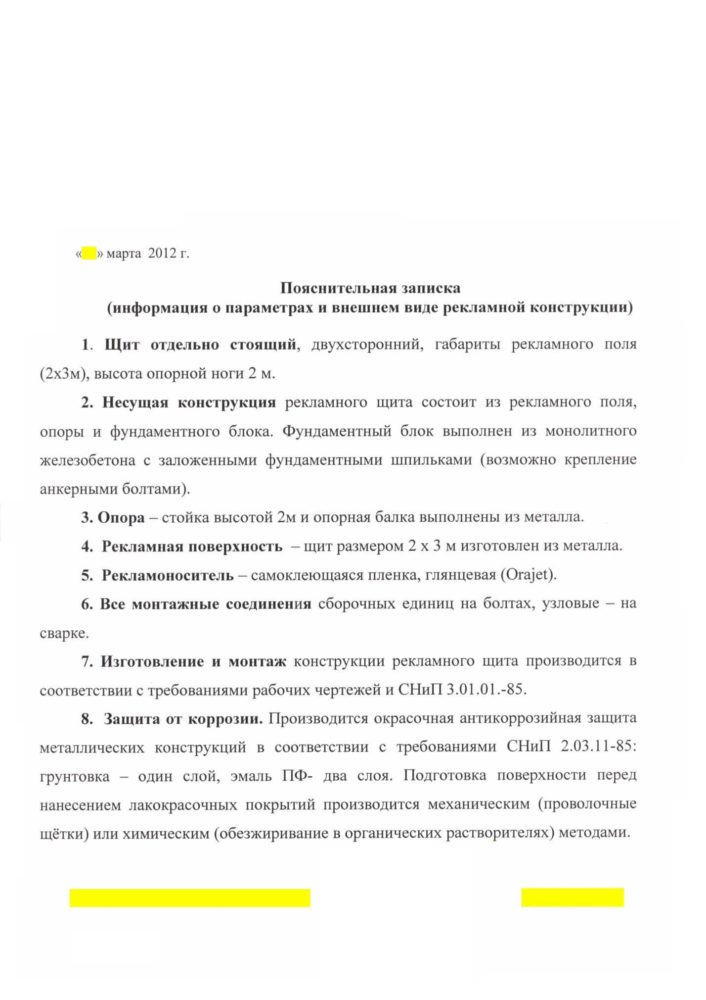 «» марта 2012 г.
Пояснительная записка
(информация о параметрах и внешнем виде рекламной конструкции)
1. Щит отдельно стоящий, двухсторонний, габариты рекламного поля
(2х3м), высота опорной ноги 2 м.
2. Несущая конструкция рекламного щита состоит из рекламного поля,
опоры и фундаментного блока. Фундаментный блок выполнен из монолитного
железобетона с заложенными фундаментными шпильками (возможно крепление
анкерными болтами).
3. Опора – стойка высотой 2м и опорная балка выполнены из металла.
4. Рекламная поверхность – щит размером 2 х 3 м изготовлен из металла.
5. Рекламоноситель – самоклеющаяся пленка, глянцевая (Orajet).
6. Все монтажные соединения сборочных единиц на болтах, узловые – на
сварке.
7. Изготовление и монтаж конструкции рекламного щита производится в
соответствии с требованиями рабочих чертежей и СНиП 3.01.01.-85.
8. Защита от коррозии. Производится окрасочная антикоррозийная защита
металлических конструкций в соответствии с требованиями СНиП 2.03.11-85:
грунтовка – один слой, эмаль ПФ- два слоя. Подготовка поверхности перед
нанесением лакокрасочных покрытий производится механическим (проволочные
щётки) или химическим (обезжиривание в органических растворителях) методами.